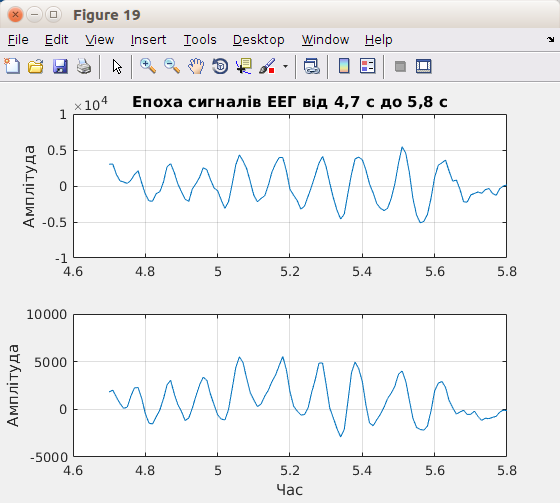 Figure 19
File Edit View Insert Tools Desktop Window Help
×10⁴
Епоха сигналів ЕЕГ від 4,7 с до 5,8 с
1
0.5
0
-0.5
-1
Амплітуда
4.6 4.8 5 5.2 5.4 5.6 5.8
10000
5000
0
-5000
Амплітуда
4.6 4.8 5 5.2 5.4 5.6 5.8
Час